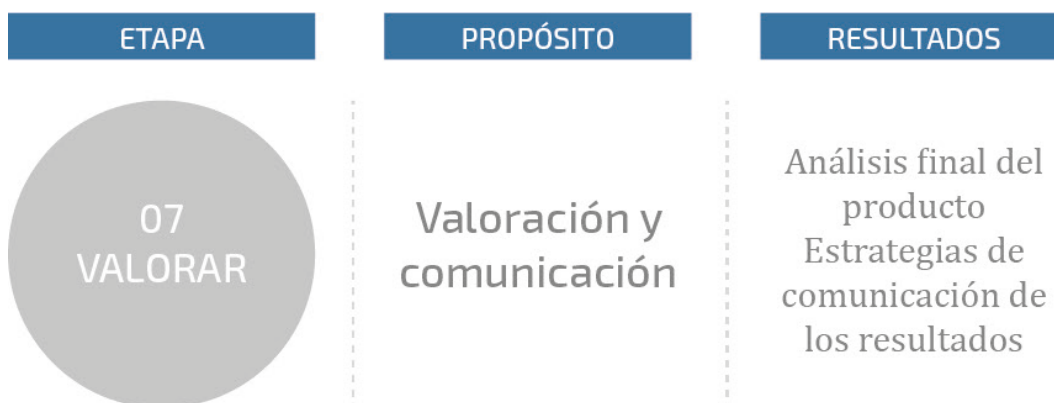 ETAPA
PROPÓSITO
RESULTADOS
07
VALORAR
Valoración y
comunicación
Análisis final del
producto
Estrategias de
comunicación de
los resultados